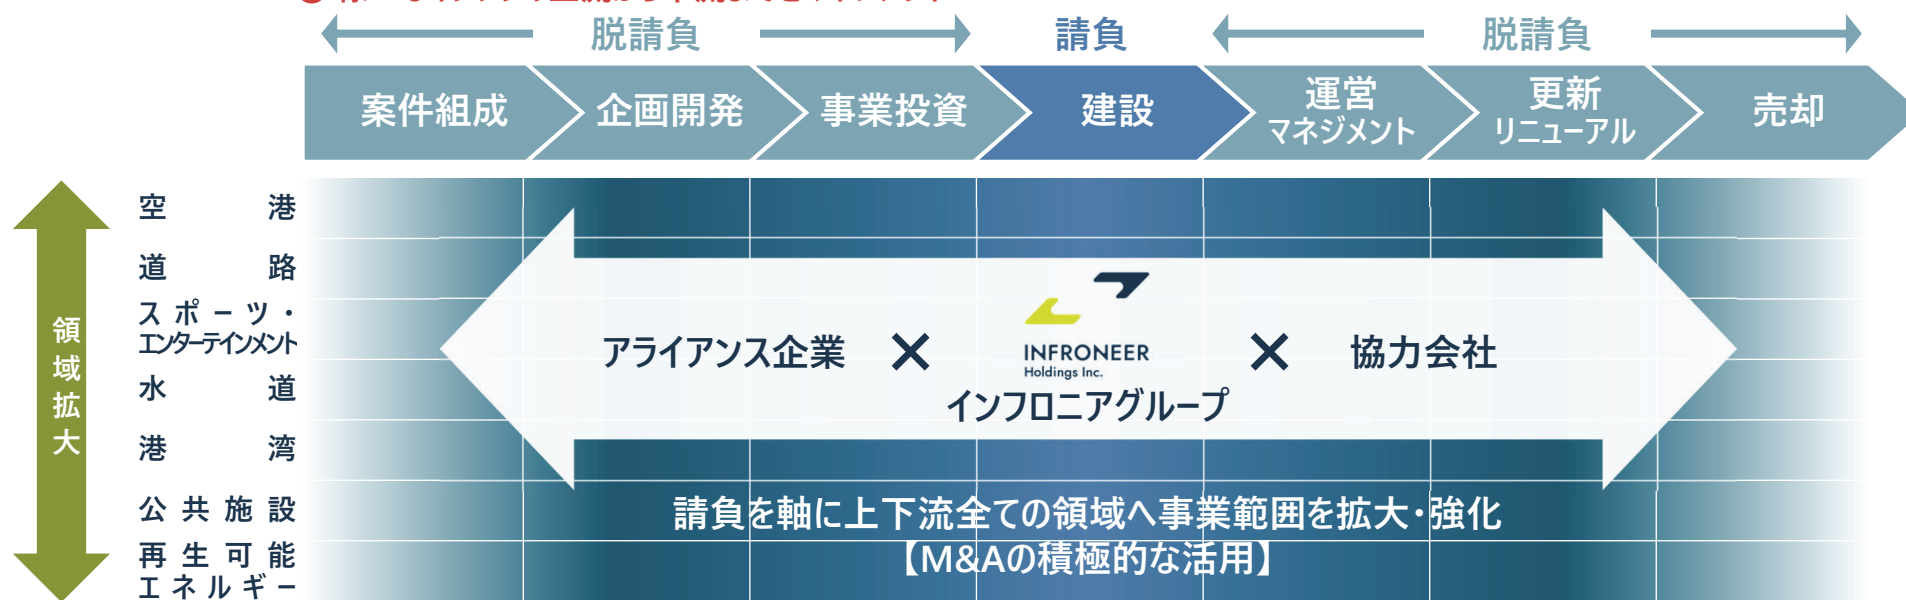 脱請負
請負
脱請負
案件組成
企画開発
事業投資
建設
運営
マネジメント
更新
リニューアル
売却
領域拡大
空港
道路
スポーツ・
エンターテインメント
水道
港湾
公共施設
再生可能
エネルギー
アライアンス企業
×
INFRONEER
Holdings Inc.
インフロニアグループ
×
協力会社
請負を軸に上下流全ての領域へ事業範囲を拡大・強化
【M&Aの積極的な活用】